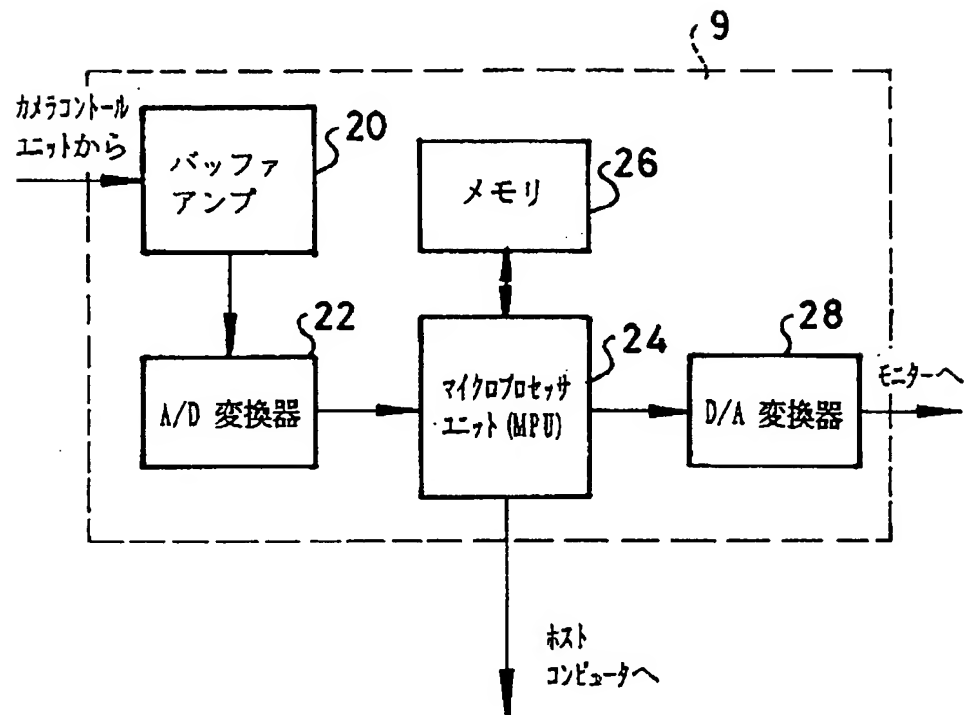 9
カメラコントロール
ユニットから
20
バッファ
アンプ
メモリ
26
22
A/D 変換器
マイクロプロセッサ
ユニット(MPU)
24
28
D/A 変換器
モニターへ
ホスト
コンピュータへ